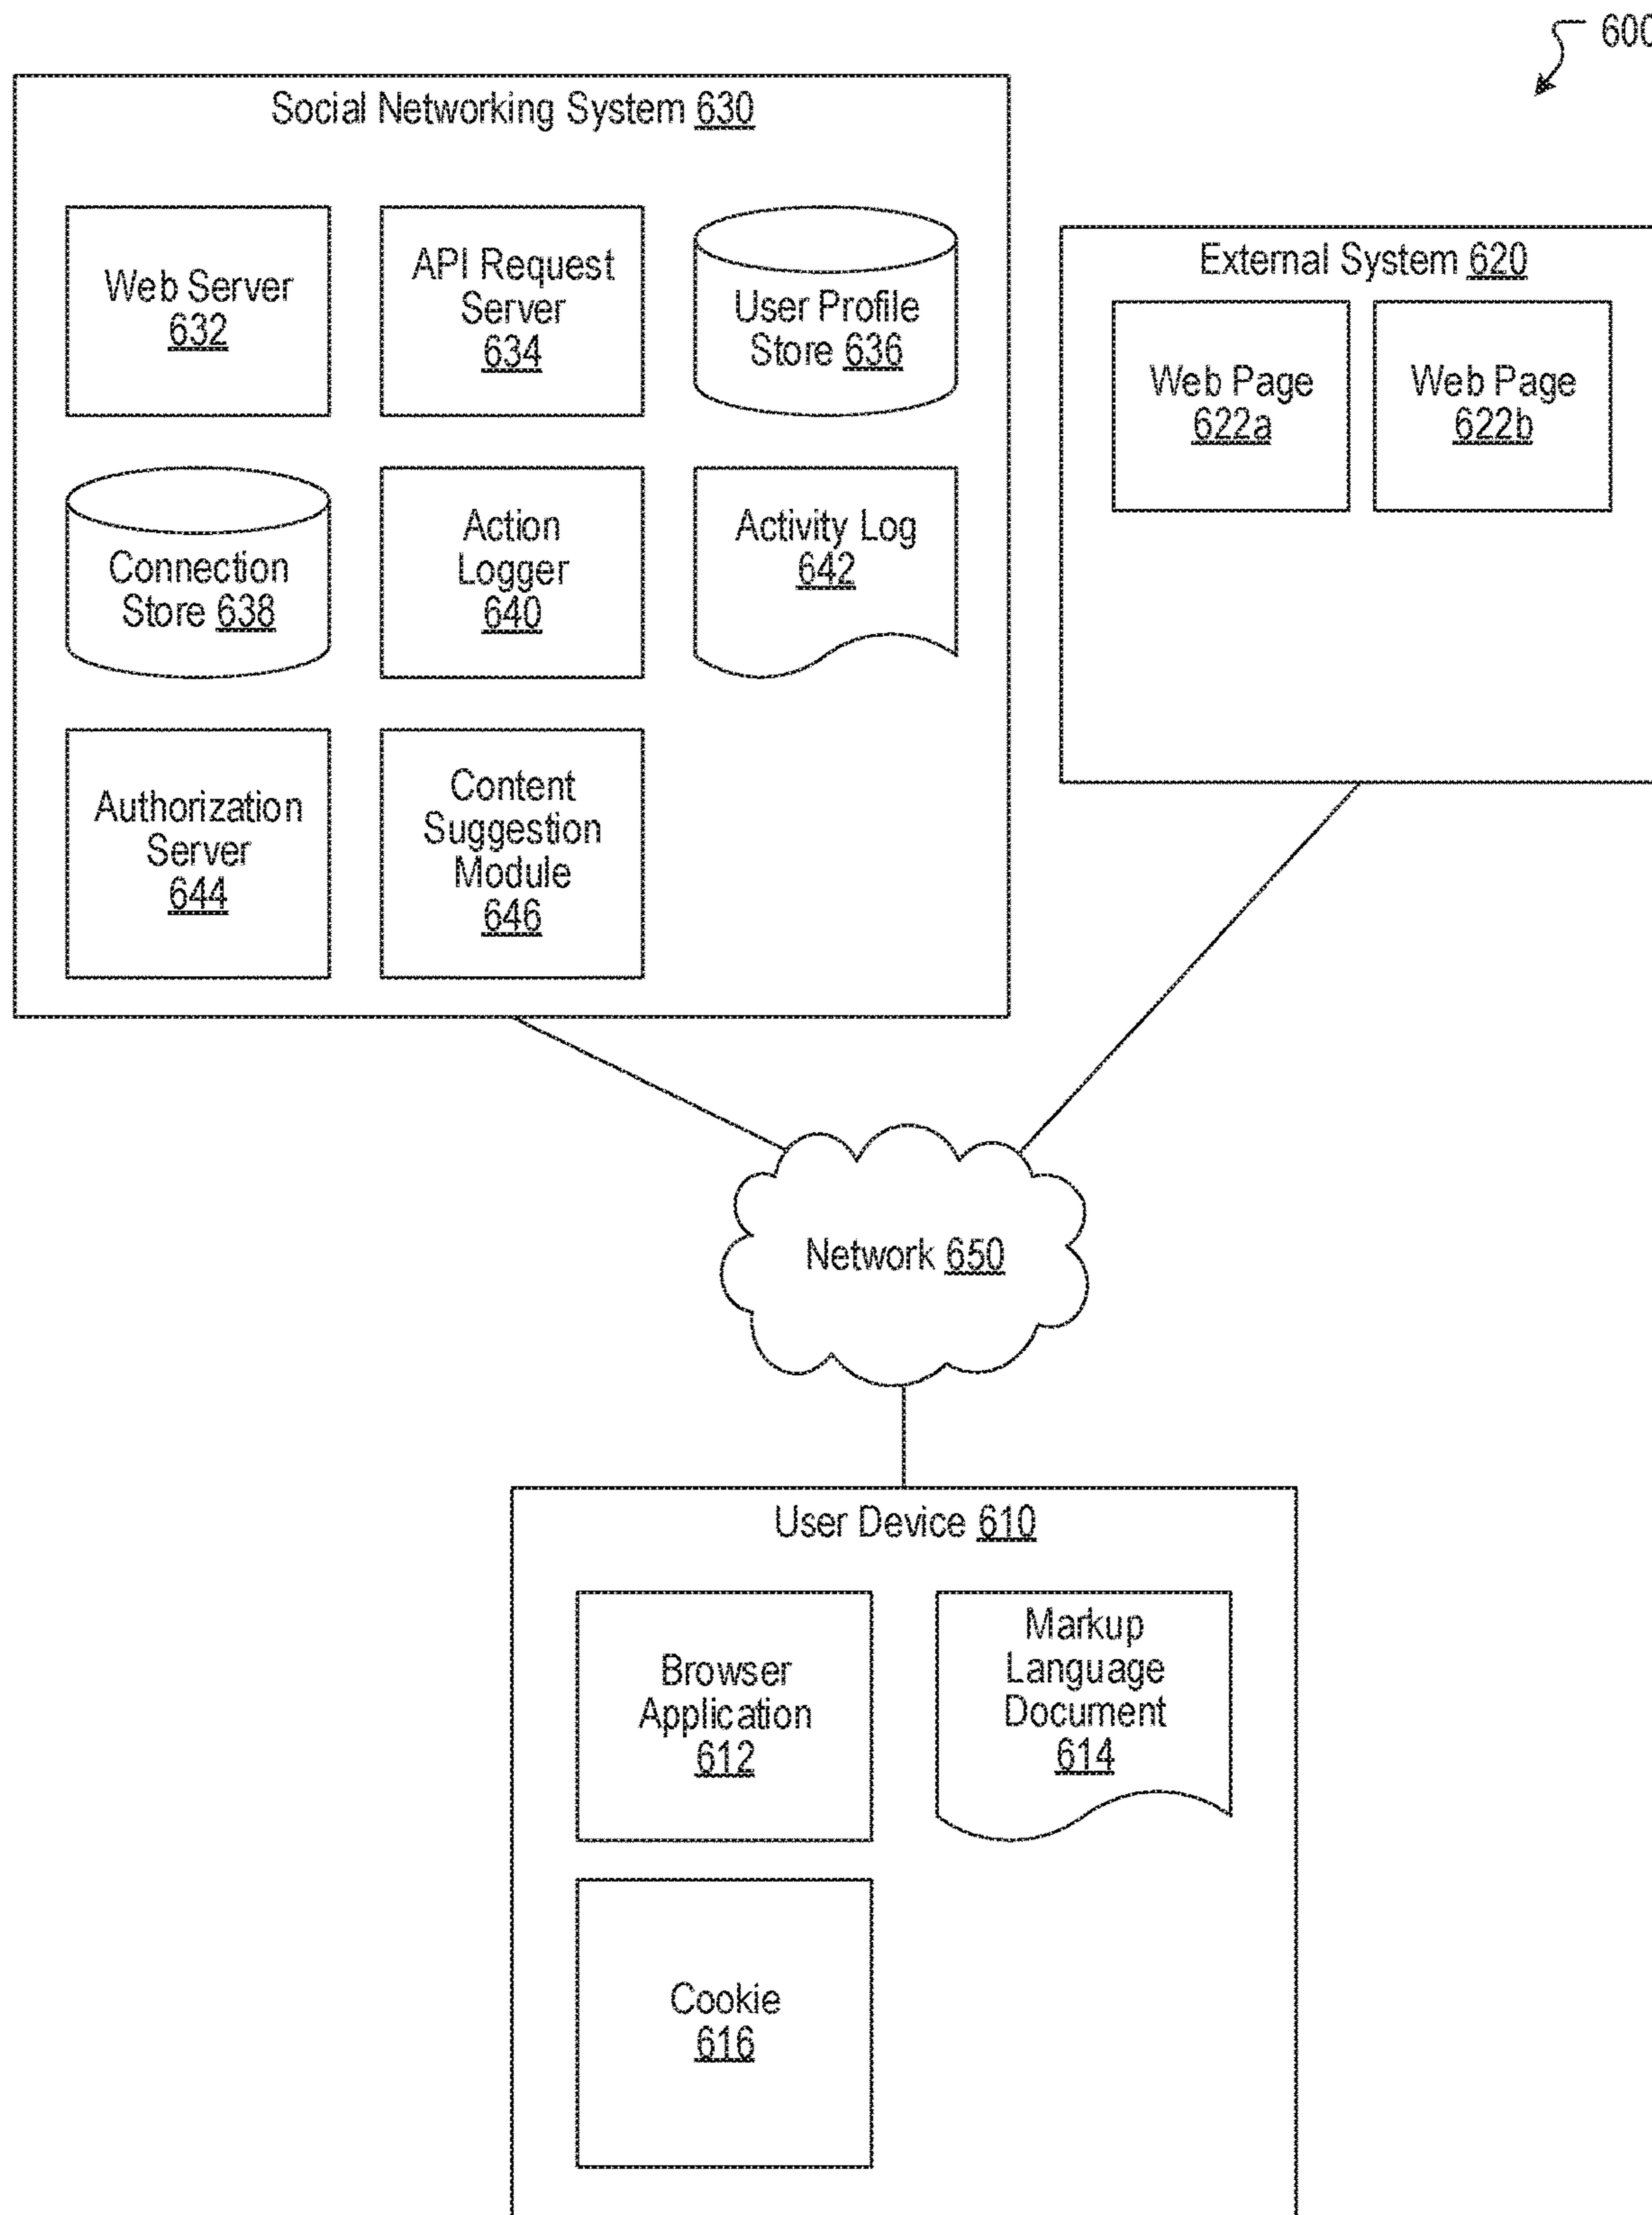 600
Social Networking System 630
Web Server
632
API Request
Server
634
User Profile
Store 636
Connection
Store 638
Action
Logger
640
Activity Log
642
Authorization
Server
644
Content
Suggestion
Module
646
External System 620
Web Page
622a
Web Page
622b
Network 650
User Device 610
Browser
Application
612
Markup
Language
Document
614
Cookie
616